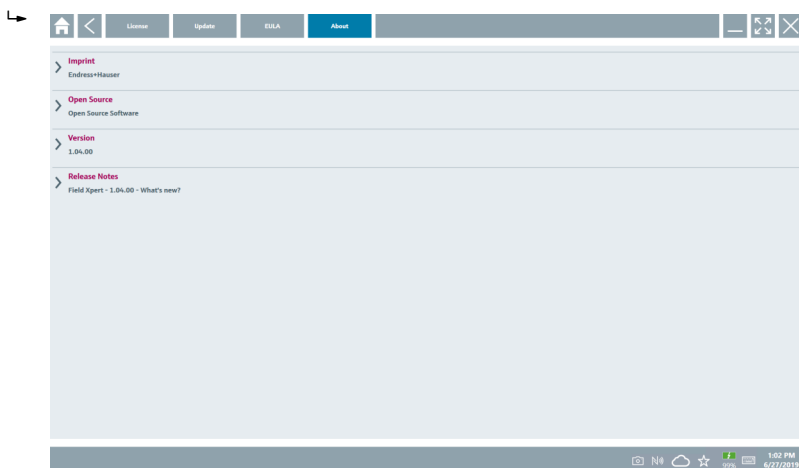 License Update EULA About
Imprint
Endress+Hauser
Open Source
Open Source Software
Version
1.04.00
Release Notes
Field Xpert - 1.04.00 - What's new?
99%
1:02 PM
6/27/2019